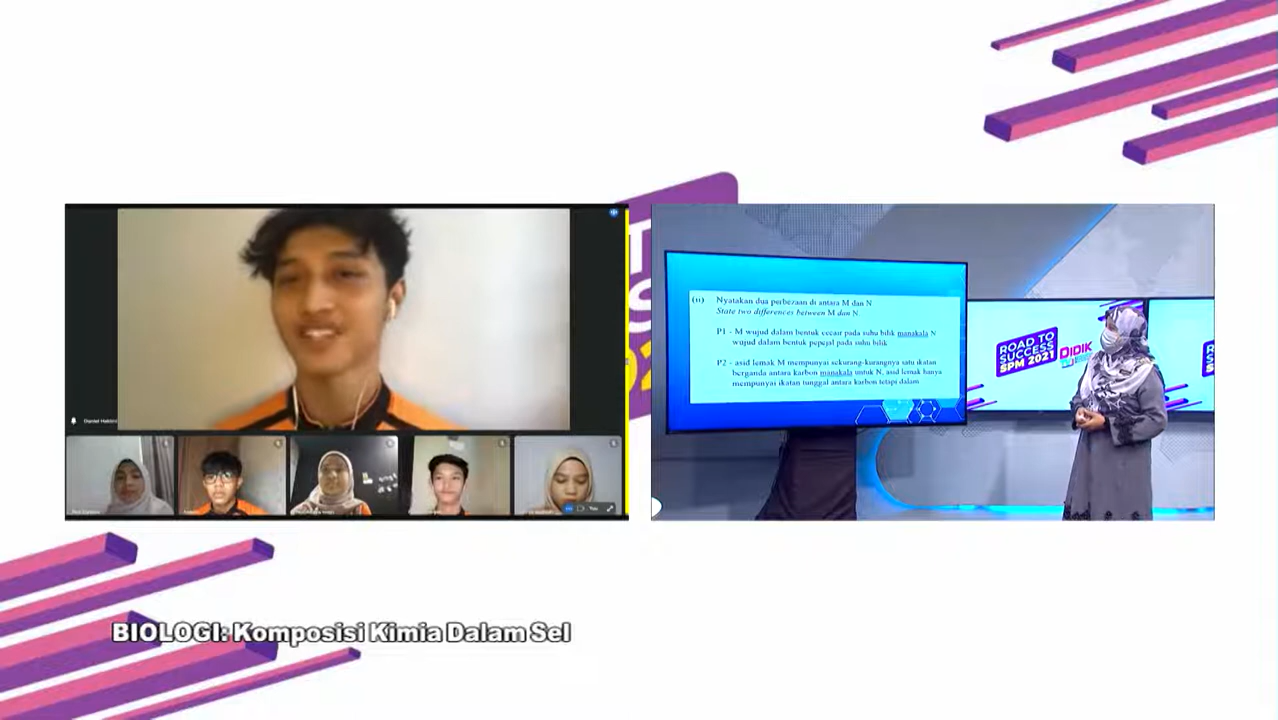 Daniel Hakimi
(ii) Nyatakan dua perbezaan di antara M dan N
State two differences between M dan N
P1 - M wujud dalam bentuk cecair pada suhu bilik manakala N
wujud dalam bentuk pepejal pada suhu bilik
P2 - asid lemak M mempunyai sekurang-kurangnya satu ikatan
berganda antara karbon manakala untuk N, asid lemak hanya
mempunyai ikatan tunggal antara karbon tetapi dalam
ROAD TO
SUCCESS
SPM 2021
DIDIK
BIOLOGI: Komposisi Kimia Dalam Sel